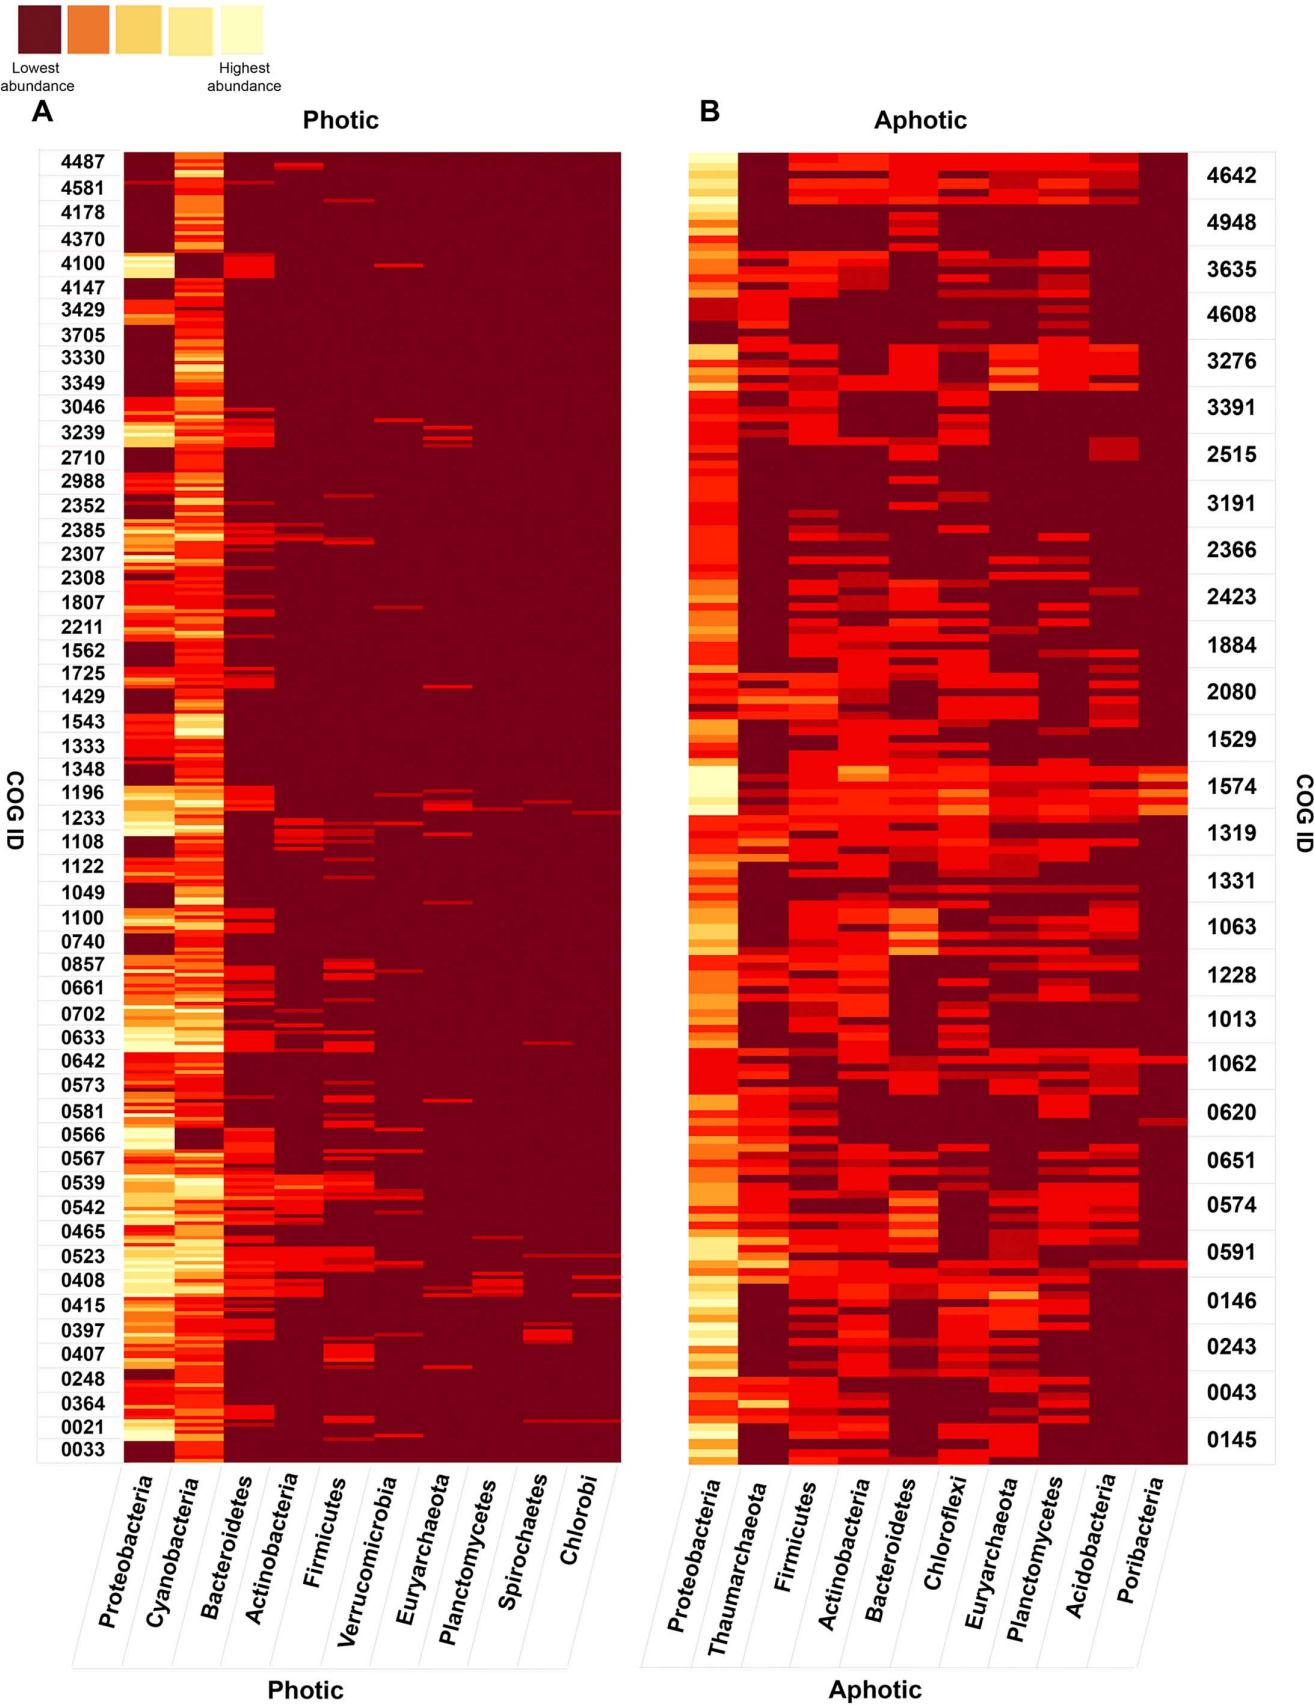 Lowest
abundance
Highest
abundance
A
Photic
B
Aphotic
4487
4581
4178
4370
4100
4147
3429
3705
3330
3349
3046
3239
2710
2988
2352
2385
2307
2308
1807
2211
1562
1725
1429
1543
1333
1348
1196
1233
1108
1122
1049
1100
0740
0857
0661
0702
0633
0642
0573
0581
0566
0567
0539
0542
0465
0523
0408
0415
0397
0407
0248
0364
0021
0033
COG ID
4642
4948
3635
4608
3276
3391
2515
3191
2366
2423
1884
2080
1529
1574
1319
1331
1063
1228
1013
1062
0620
0651
0574
0591
0146
0243
0043
0145
COG ID
Proteobacteria
Cyanobacteria
Bacteroidetes
Actinobacteria
Firmicutes
Verrucomicrobia
Euryarchaeota
Planctomycetes
Spirochaetes
Chlorobi
Photic
Proteobacteria
Thaumarchaeota
Firmicutes
Actinobacteria
Bacteroidetes
Chloroflexi
Euryarchaeota
Planctomycetes
Acidobacteria
Poribacteria
Aphotic